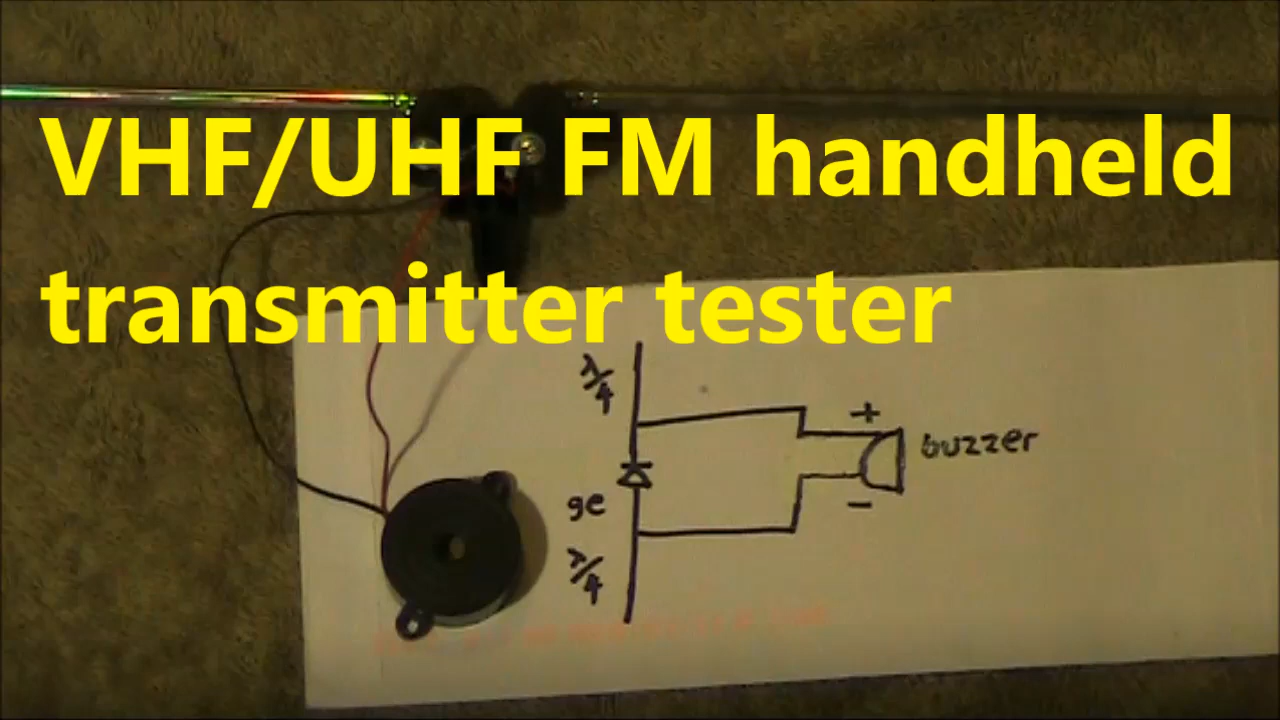 VHF/UHF FM handheld
transmitter tester
λ/4
+
buzzer
ge
−
λ/4